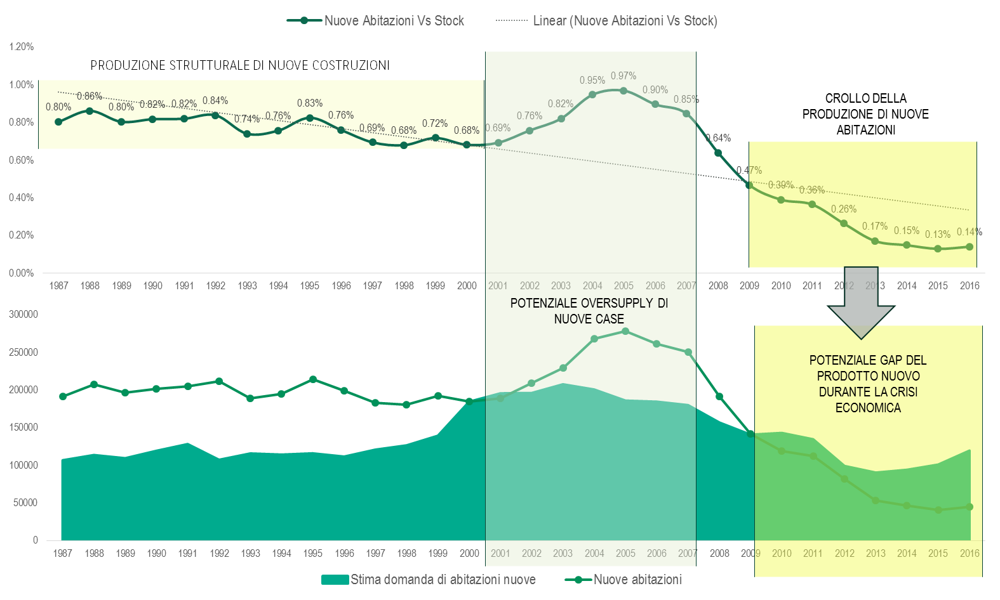 Nuove Abitazioni Vs Stock
Linear (Nuove Abitazioni Vs Stock)
1.20%
1.00%
0.80%
0.60%
0.40%
0.20%
0.00%
PRODUZIONE STRUTTURALE DI NUOVE COSTRUZIONI
0.80% 0.86% 0.80% 0.82% 0.82% 0.84% 0.74% 0.76% 0.83% 0.76% 0.69% 0.68% 0.72% 0.68% 0.69% 0.76% 0.82% 0.95% 0.97% 0.90% 0.85% 0.64% 0.47% 0.39% 0.36% 0.26% 0.17% 0.15% 0.13% 0.14%
CROLLO DELLA
PRODUZIONE DI NUOVE
ABITAZIONI
1987 1988 1989 1990 1991 1992 1993 1994 1995 1996 1997 1998 1999 2000 2001 2002 2003 2004 2005 2006 2007 2008 2009 2010 2011 2012 2013 2014 2015 2016
POTENZIALE OVERSUPPLY DI
NUOVE CASE
300000
250000
200000
150000
100000
50000
0
POTENZIALE GAP DEL
PRODOTTO NUOVO
DURANTE LA CRISI
ECONOMICA
1987 1988 1989 1990 1991 1992 1993 1994 1995 1996 1997 1998 1999 2000 2001 2002 2003 2004 2005 2006 2007 2008 2009 2010 2011 2012 2013 2014 2015 2016
Stima domanda di abitazioni nuove
Nuove abitazioni